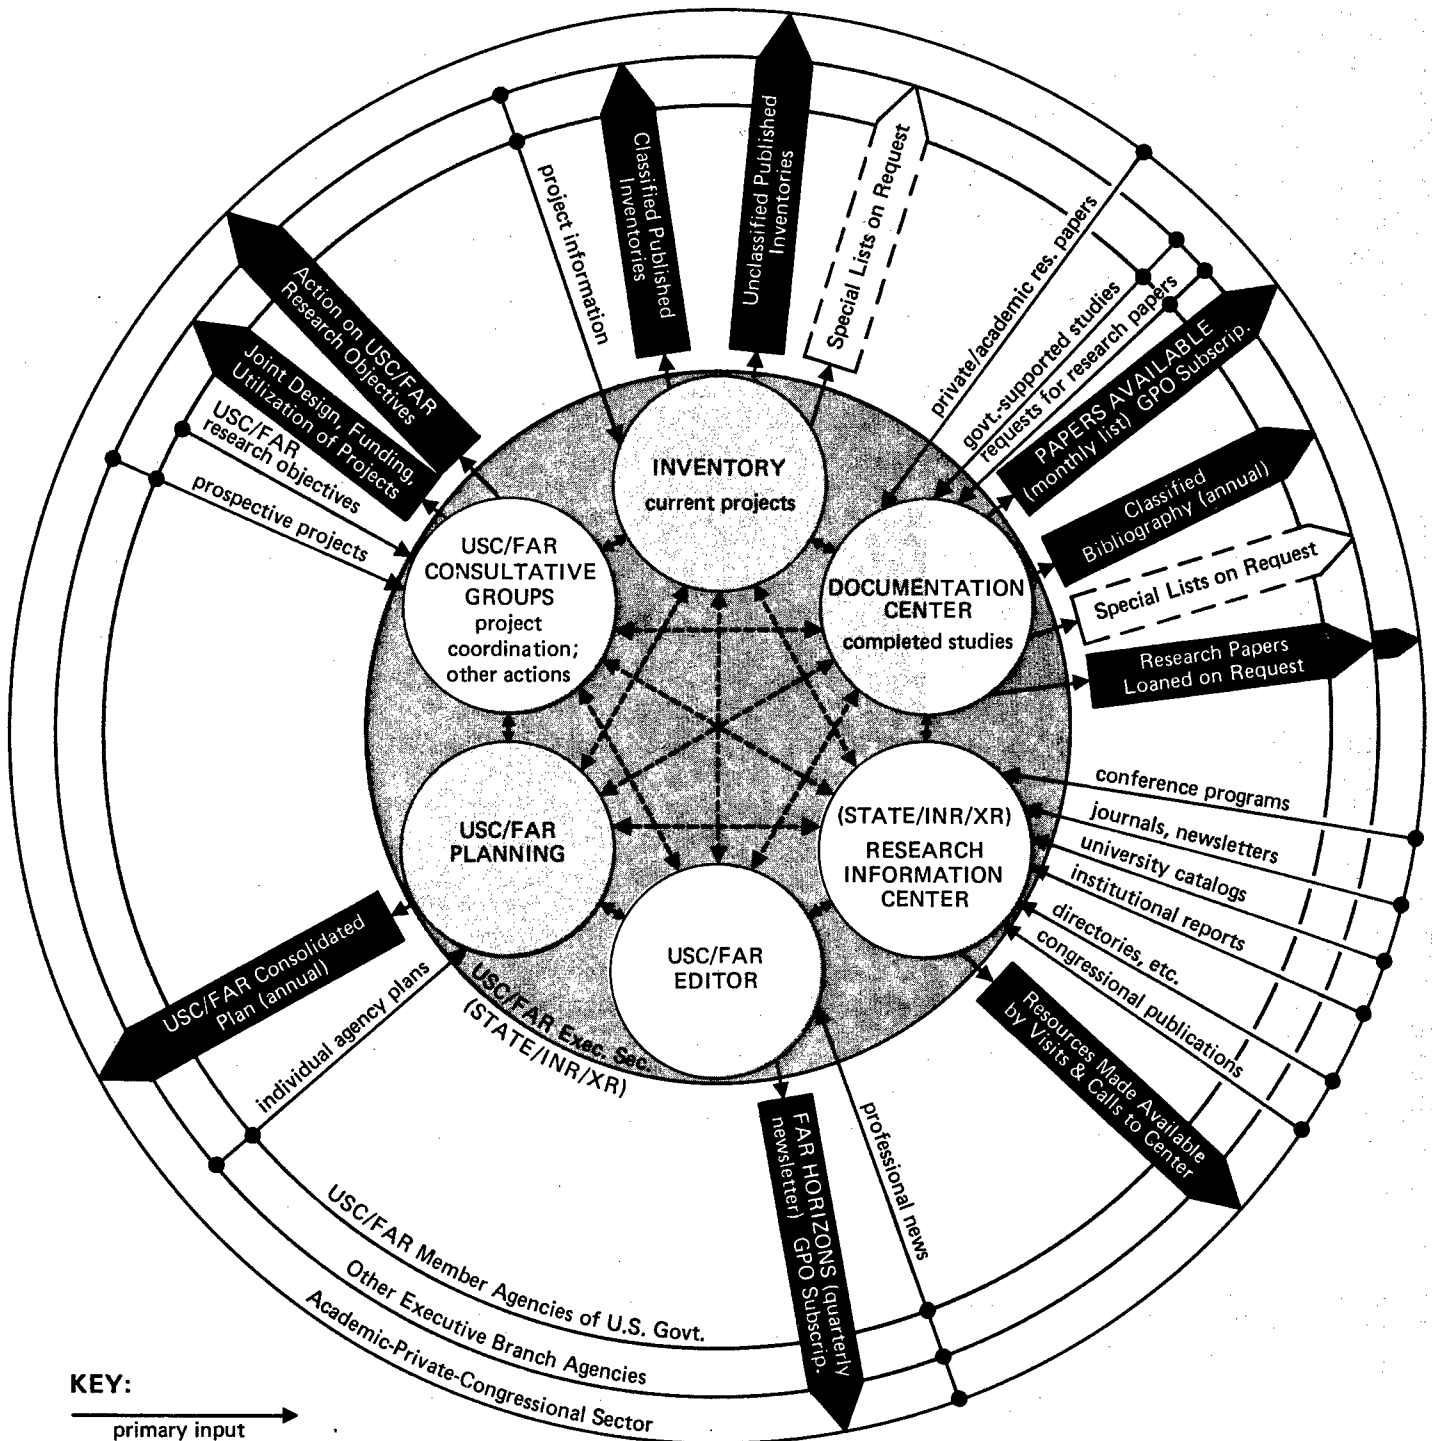 Classified Published
Inventories
Unclassified Published
Inventories
Special Lists on Request
project information
private/academic res. papers
govt.-supported studies
requests for research papers
PAPERS AVAILABLE
(monthly list) GPO Subscrip.
Classified
Bibliography (annual)
Special Lists on Request
Research Papers
Loaned on Request
Action on USC/FAR
Research Objectives
Joint Design, Funding,
Utilization of Projects
USC/FAR
research objectives
prospective projects
INVENTORY
current projects
USC/FAR
CONSULTATIVE
GROUPS
project
coordination;
other actions
DOCUMENTATION
CENTER
completed studies
USC/FAR
PLANNING
(STATE/INR/XR)
RESEARCH
INFORMATION
CENTER
USC/FAR
EDITOR
USC/FAR Exec. Sec.
(STATE/INR/XR)
conference programs
journals, newsletters
university catalogs
institutional reports
directories, etc.
congressional publications
Resources Made Available
by Visits & Calls to Center
USC/FAR Consolidated
Plan (annual)
individual agency plans
FAR HORIZONS (quarterly
newsletter) GPO Subscrip.
professional news
USC/FAR Member Agencies of U.S. Govt.
Other Executive Branch Agencies
Academic-Private-Congressional Sector
KEY:
primary input